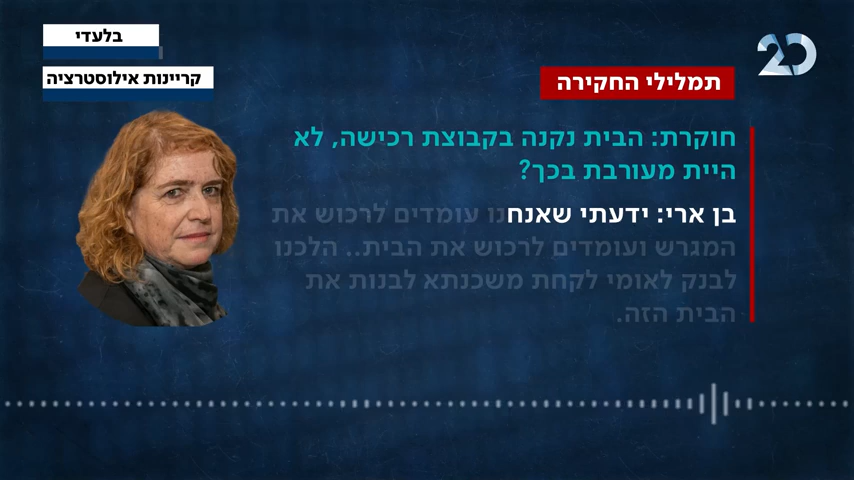 בלעדי
קריינות אילוסטרציה
20
תמלילי החקירה
חוקרת: הבית נקנה בקבוצת רכישה, לא
היית מעורבת בכך?
בן ארי: ידעתי שאנחנו עומדים לרכוש את
המגרש ועומדים לרכוש את הבית.. הלכנו
לבנק לאומי לקחת משכנתא לבנות את
הבית הזה.